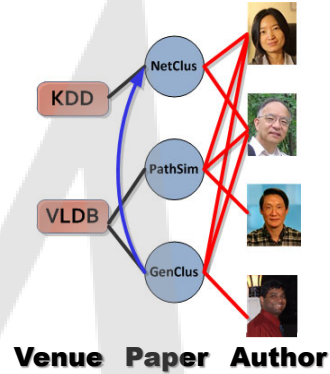 NetClus
KDD
PathSim
VLDB
GenClus
Venue Paper Author